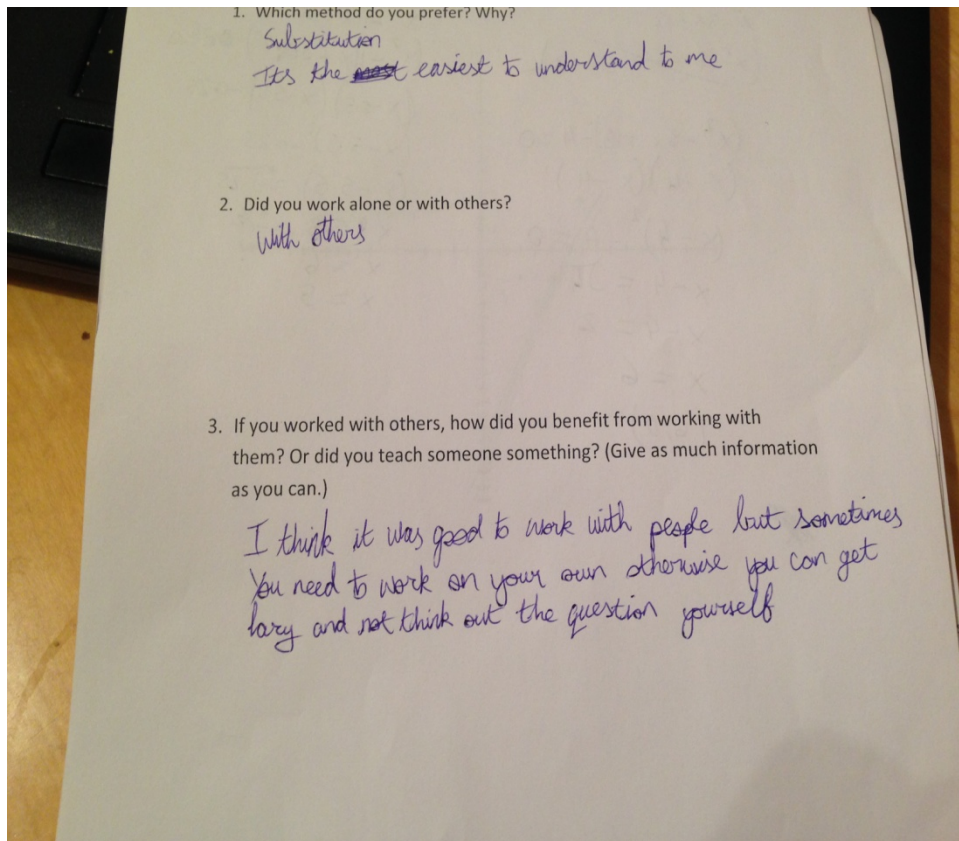 1. Which method do you prefer? Why?
Substitution
Its the most easiest to understand to me
2. Did you work alone or with others?
With others
3. If you worked with others, how did you benefit from working with
them? Or did you teach someone something? (Give as much information
as you can.)
I think it was good to work with people but sometimes
You need to work on your own otherwise you can get
lazy and not think out the question yourself